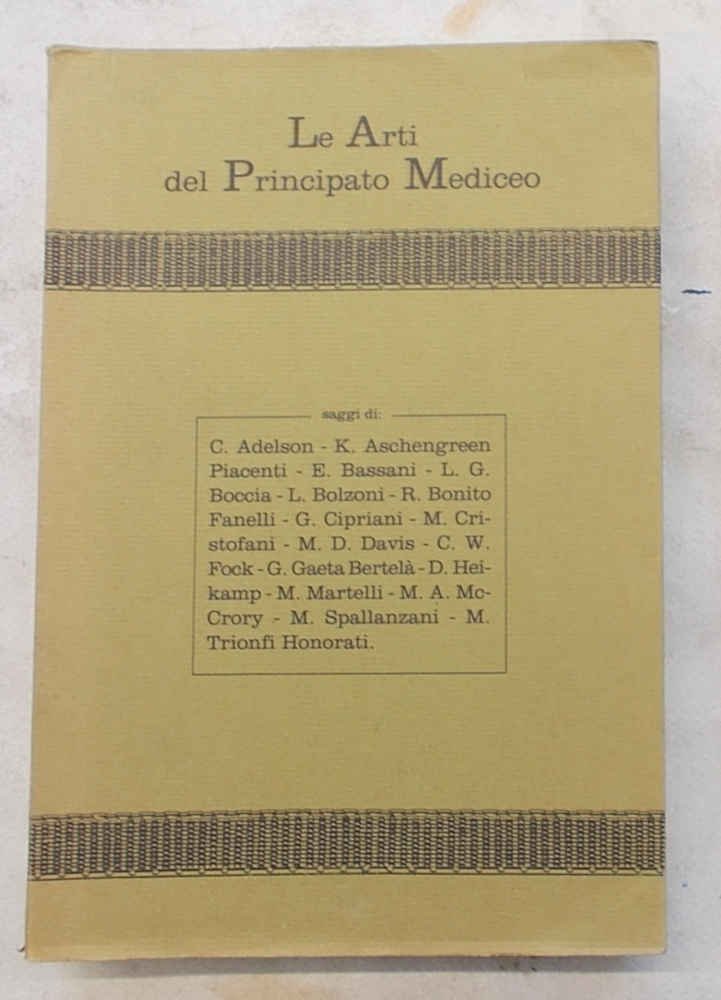 Le Arti
del Principato Mediceo
saggi di:
C. Adelson - K. Aschengreen
Piacenti - E. Bassani - L. G.
Boccia - L. Bolzoni - R. Bonito
Fanelli - G. Cipriani - M. Cri-
stofani - M. D. Davis - C. W.
Fock - G. Gaeta Bertelà - D. Hei-
kamp - M. Martelli - M. A. Mc-
Crory - M. Spallanzani - M.
Trionfi Honorati.